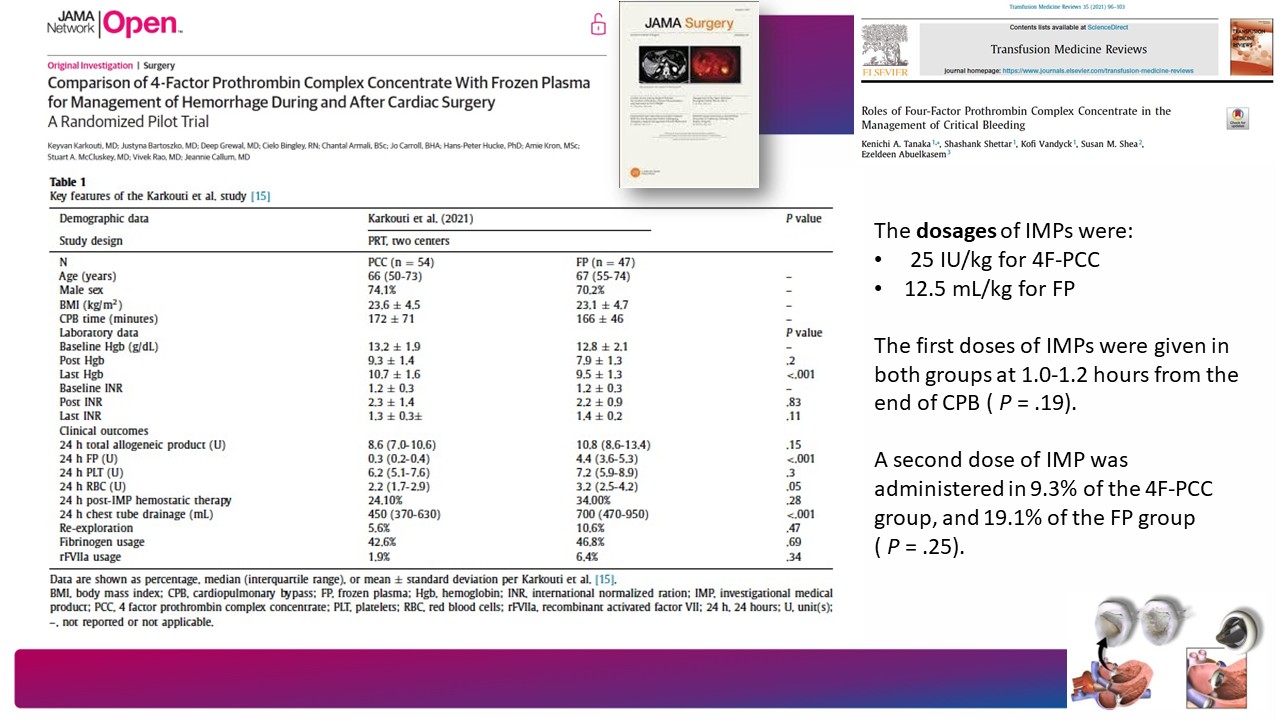 JAMA
Network | Open.
Original Investigation | Surgery
Comparison of 4-Factor Prothrombin Complex Concentrate With Frozen Plasma
for Management of Hemorrhage During and After Cardiac Surgery
A Randomized Pilot Trial
Keyvan Karkouti, MD; Justyna Bartoszko, MD; Deep Grewal, MD; Cielo Bingley, RN; Chantal Armali, BSc; Jo Carroll, BHA; Hans-Peter Hucke, PhD; Amie Kron, MSc;
Stuart A. McCluskey, MD; Vivek Rao, MD; Jeannie Callum, MD
JAMA Surgery
Transfusion Medicine Reviews 35 (2021) 96–103
Contents lists available at ScienceDirect
Transfusion Medicine Reviews
journal homepage: https://www.journals.elsevier.com/transfusion-medicine-reviews
ELSEVIER
TRANSFUSION
MEDICINE
REVIEWS
Roles of Four-Factor Prothrombin Complex Concentrate in the
Management of Critical Bleeding
Check for
updates
Kenichi A. Tanaka 1,*, Shashank Shettar 1, Kofi Vandyck 1, Susan M. Shea 2,
Ezeldeen Abuelkasem 3
Table 1
Key features of the Karkouti et al, study [15]
Demographic data Karkouti et al, (2021) P value
Study design PRT, two centers
N PCC (n = 54) FP (n = 47)
Age (years) 66 (50-73) 67 (55-74) –
Male sex 74.1% 70.2% –
BMI (kg/m²) 23.6 ± 4.5 23.1 ± 4.7 –
CPB time (minutes) 172 ± 71 166 ± 46 –
Laboratory data P value
Baseline Hgb (g/dL) 13.2 ± 1.9 12.8 ± 2.1 –
Post Hgb 9.3 ± 1.4 7.9 ± 1.3 .2
Last Hgb 10.7 ± 1.6 9.5 ± 1.3 <.001
Baseline INR 1.2 ± 0.3 1.2 ± 0.3 –
Post INR 2.3 ± 1.4 2.2 ± 0.9 .83
Last INR 1.3 ± 0.3± 1.4 ± 0.2 .11
Clinical outcomes
24 h total allogeneic product (U) 8.6 (7.0-10.6) 10.8 (8.6-13.4) .15
24 h FP (U) 0.3 (0.2-0.4) 4.4 (3.6-5.3) <.001
24 h PLT (U) 6.2 (5.1-7.6) 7.2 (5.9-8.9) .3
24 h RBC (U) 2.2 (1.7-2.9) 3.2 (2.5-4.2) .05
24 h post-IMP hemostatic therapy 24.10% 34.00% .28
24 h chest tube drainage (mL) 450 (370-630) 700 (470-950) <.001
Re-exploration 5.6% 10.6% .47
Fibrinogen usage 42.6% 46.8% .69
rFVIIa usage 1.9% 6.4% .34
Data are shown as percentage, median (interquartile range), or mean ± standard deviation per Karkouti et al, [15].
BMI, body mass index; CPB, cardiopulmonary bypass; FP, frozen plasma; Hgb, hemoglobin; INR, international normalized ration; IMP, investigational medical
product; PCC, 4 factor prothrombin complex concentrate; PLT, platelets; RBC, red blood cells; rFVIIa, recombinant activated factor VII; 24 h, 24 hours; U, unit(s);
–, not reported or not applicable.
The dosages of IMPs were:
• 25 IU/kg for 4F-PCC
• 12.5 mL/kg for FP
The first doses of IMPs were given in
both groups at 1.0-1.2 hours from the
end of CPB ( P = .19).
A second dose of IMP was
administered in 9.3% of the 4F-PCC
group, and 19.1% of the FP group
( P = .25).